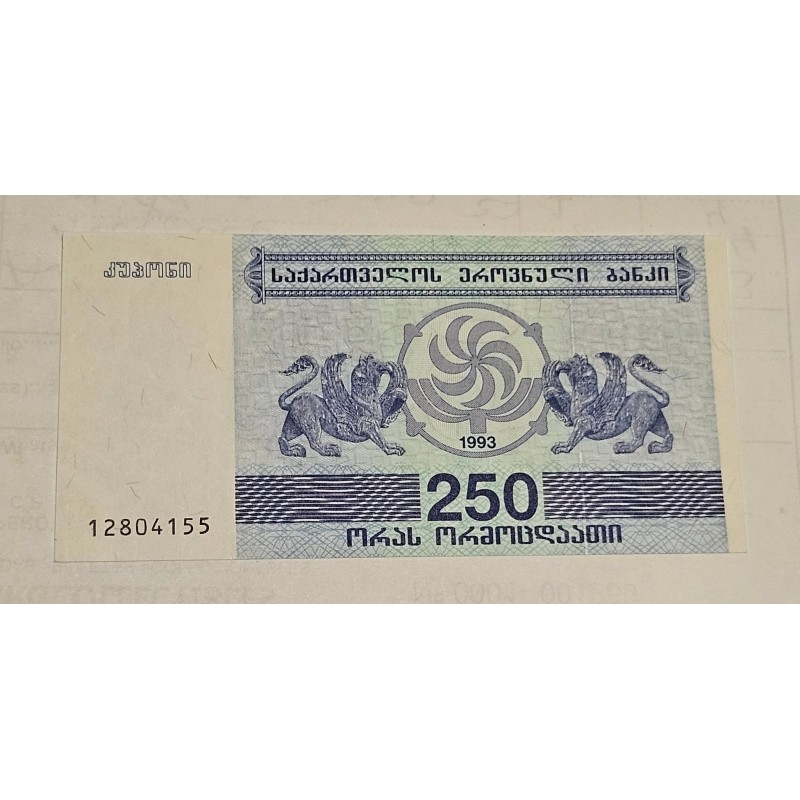 კუპონი
საქართველოს ეროვნული ბანკი
1993
250
12804155
ორას ორმოცდაათი